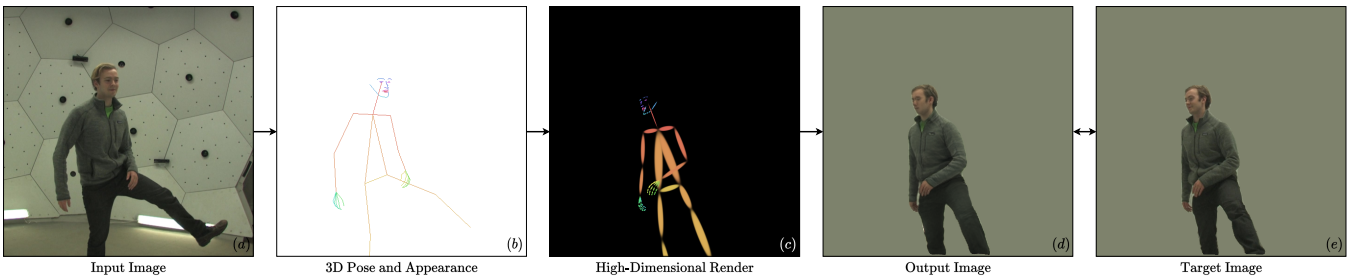 (d)
(b)
(c)
(d)
(e)
Input Image
3D Pose and Appearance
High-Dimensional Render
Output Image
Target Image